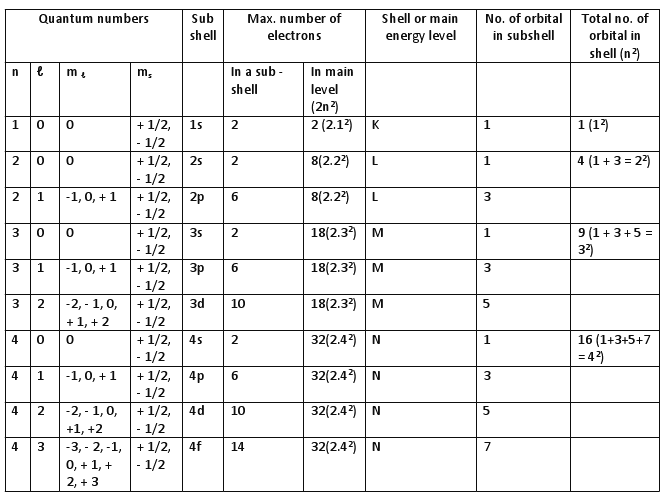 Quantum numbers Sub shell Max. number of electrons Shell or main energy level No. of orbital in subshell Total no. of orbital in shell (n²)
n ℓ m ℓ mₛ In a sub - shell In main level (2n²)
1 0 0 + 1/2, - 1/2 1s 2 2 (2.1²) K 1 1 (1²)
2 0 0 + 1/2, - 1/2 2s 2 8(2.2²) L 1 4 (1 + 3 = 2²)
2 1 -1, 0, + 1 + 1/2, - 1/2 2p 6 8(2.2²) L 3
3 0 0 + 1/2, - 1/2 3s 2 18(2.3²) M 1 9 (1 + 3 + 5 = 3²)
3 1 -1, 0, + 1 + 1/2, - 1/2 3p 6 18(2.3²) M 3
3 2 -2, - 1, 0, + 1, + 2 + 1/2, - 1/2 3d 10 18(2.3²) M 5
4 0 0 + 1/2, - 1/2 4s 2 32(2.4²) N 1 16 (1+3+5+7 = 4²)
4 1 -1, 0, + 1 + 1/2, - 1/2 4p 6 32(2.4²) N 3
4 2 -2, - 1, 0, +1, +2 + 1/2, - 1/2 4d 10 32(2.4²) N 5
4 3 -3, - 2, -1, 0, + 1, + 2, + 3 + 1/2, - 1/2 4f 14 32(2.4²) N 7